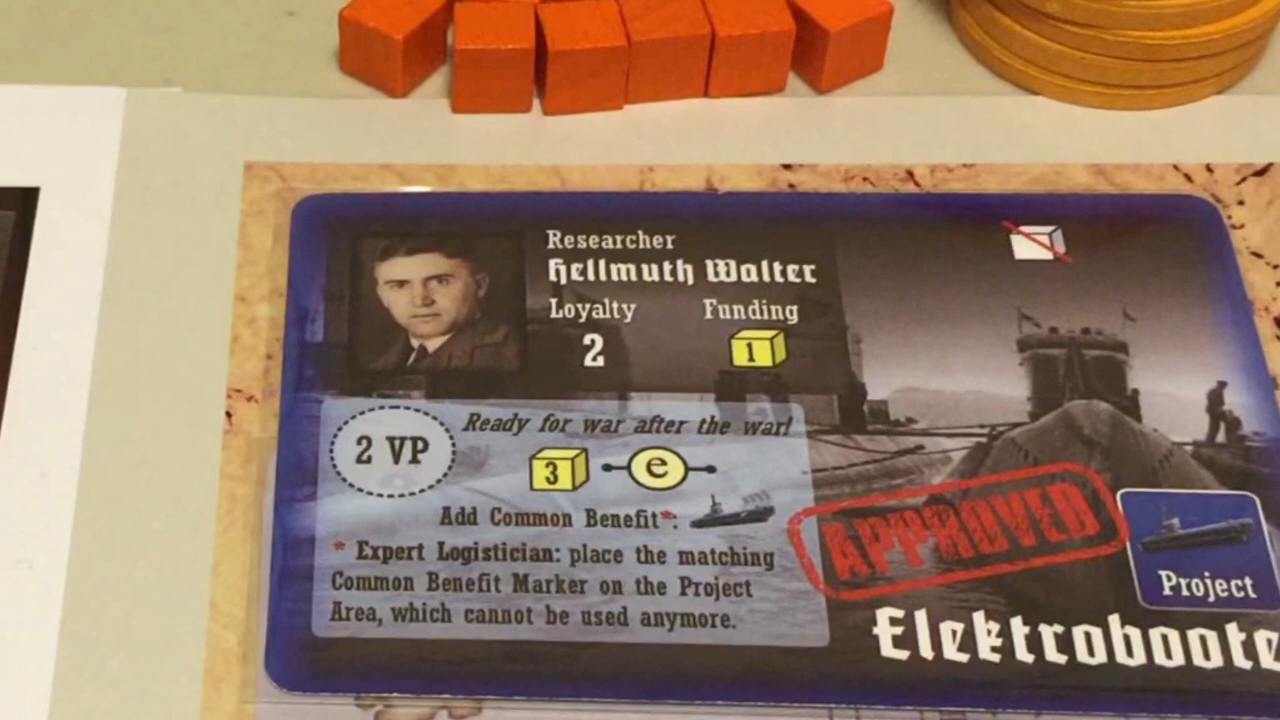 Researcher
Hellmuth Walter
Loyalty Funding
2 1
2 VP
Ready for war after the war!
3 e
Add Common Benefit*:
* Expert Logistician: place the matching
Common Benefit Marker on the Project
Area, which cannot be used anymore.
APPROVED
Project
Elektroboote